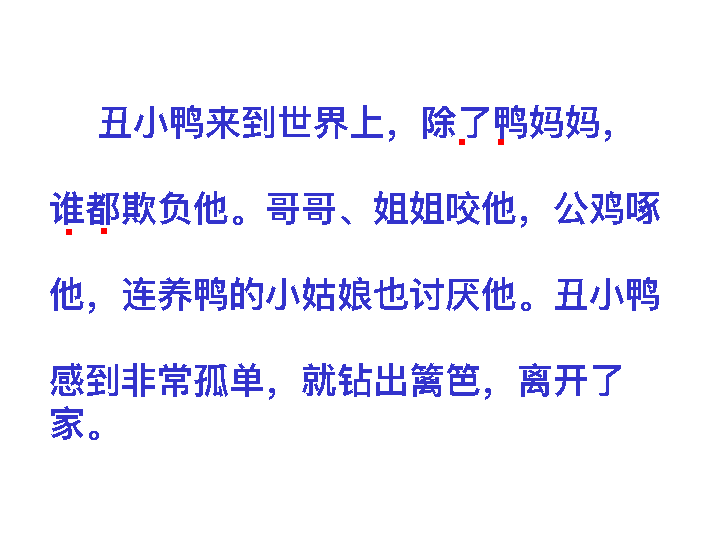 丑小鸭来到世界上，除了鸭妈妈，
谁都欺负他。哥哥、姐姐咬他，公鸡啄
他，连养鸭的小姑娘也讨厌他。丑小鸭
感到非常孤单，就钻出篱笆，离开了
家。